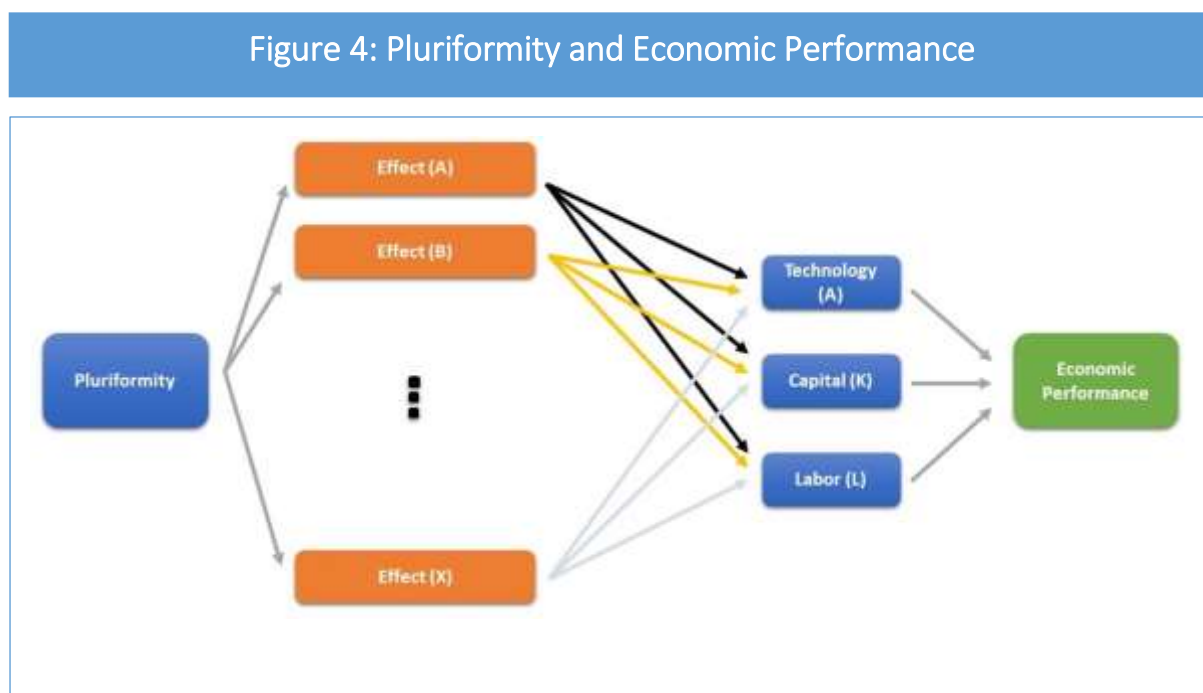 Figure 4: Pluriformity and Economic Performance
Effect (A)
Effect (B)
Technology
(A)
Pluriformity
Capital (K)
Economic
Performance
Labor (L)
Effect (X)